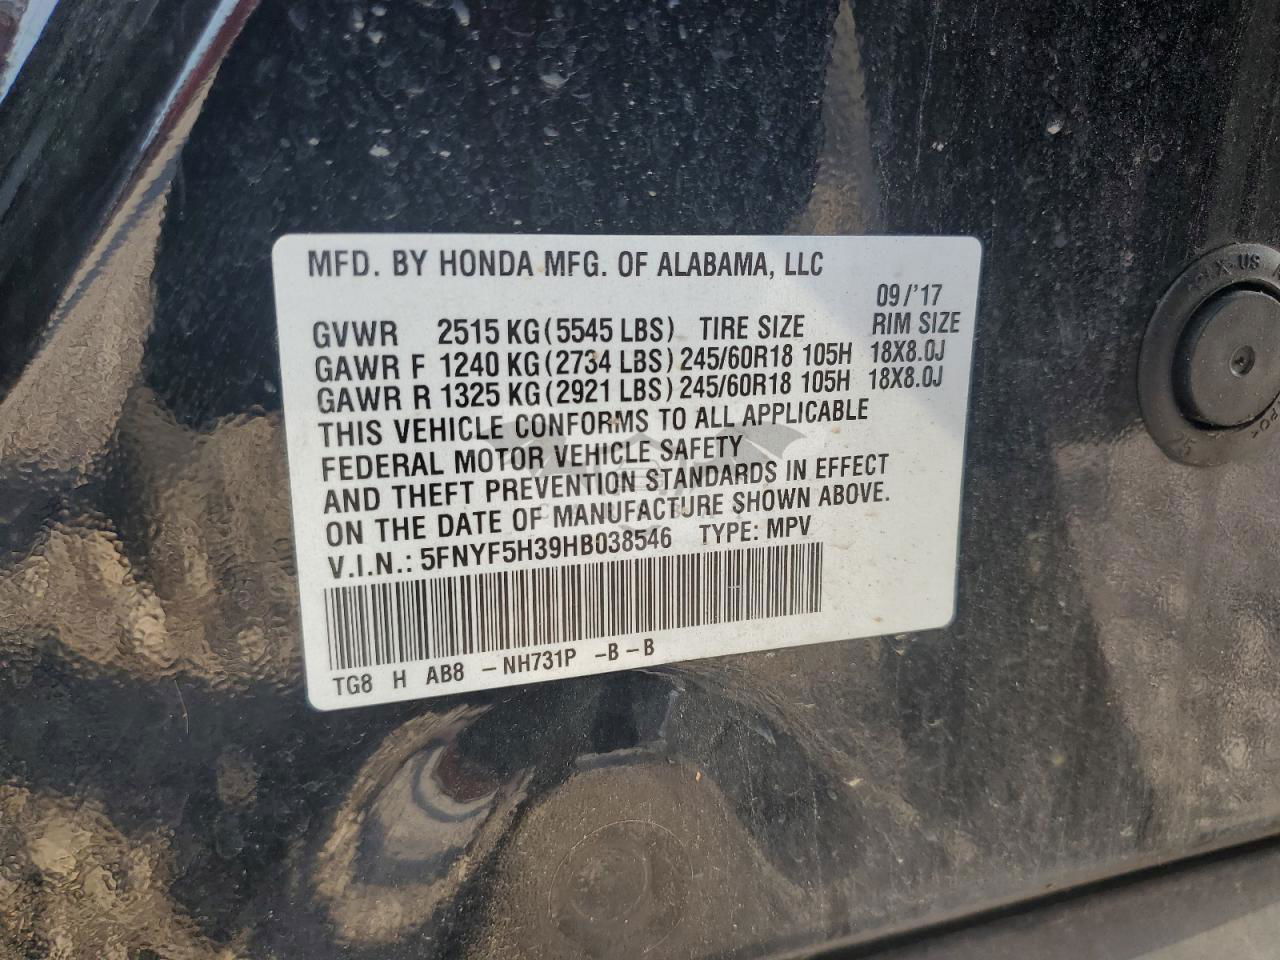 MFD. BY HONDA MFG. OF ALABAMA, LLC
09/'17
GVWR 2515 KG (5545 LBS) TIRE SIZE RIM SIZE
GAWR F 1240 KG (2734 LBS) 245/60R18 105H 18X8.0J
GAWR R 1325 KG (2921 LBS) 245/60R18 105H 18X8.0J
THIS VEHICLE CONFORMS TO ALL APPLICABLE
FEDERAL MOTOR VEHICLE SAFETY
AND THEFT PREVENTION STANDARDS IN EFFECT
ON THE DATE OF MANUFACTURE SHOWN ABOVE.
V.I.N.: 5FNYF5H39HB038546 TYPE: MPV
TG8 H AB8 -NH731P -B-B